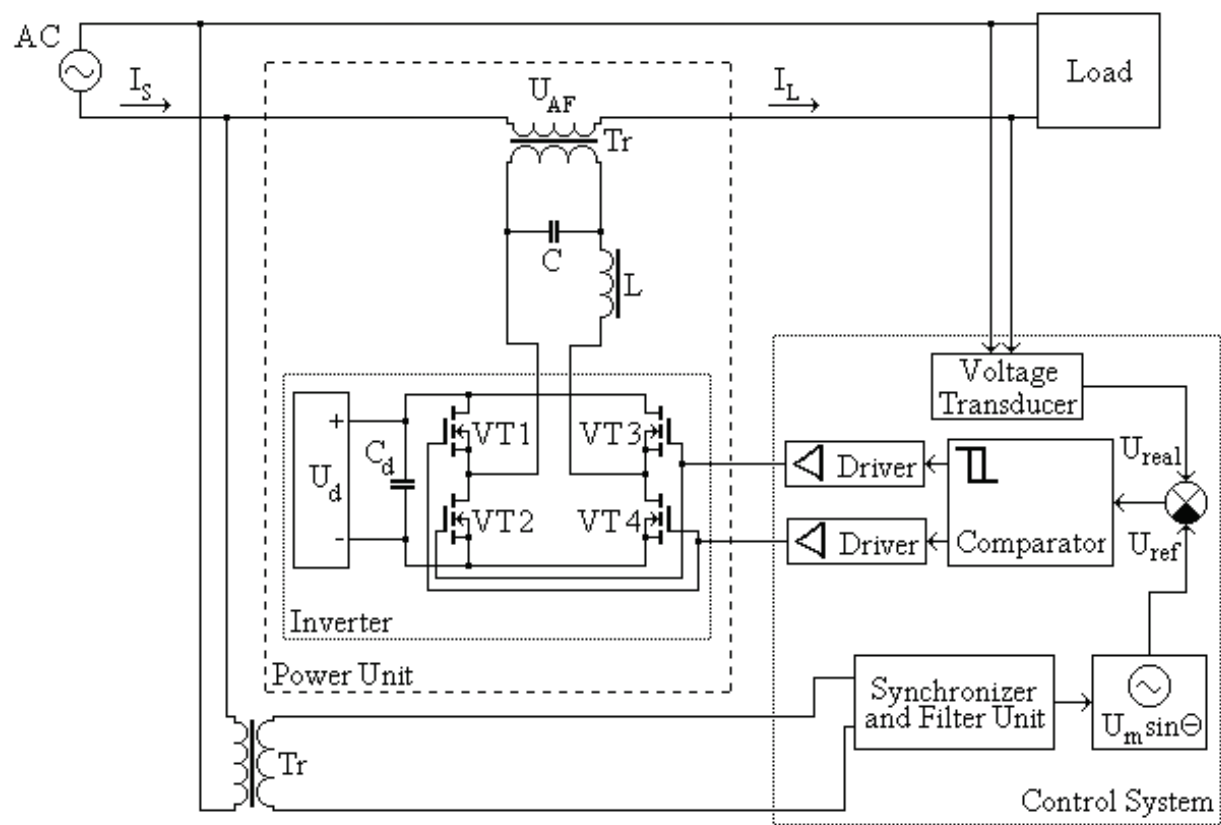 AC
I_S
U_AF
Tr
I_L
Load
C
L
Voltage
Transducer
+
U_d
-
C_d
VT1
VT3
VT2
VT4
Driver
Driver
Comparator
U_real
U_ref
Inverter
Power Unit
Synchronizer
and Filter Unit
U_m sinΘ
Tr
Control System